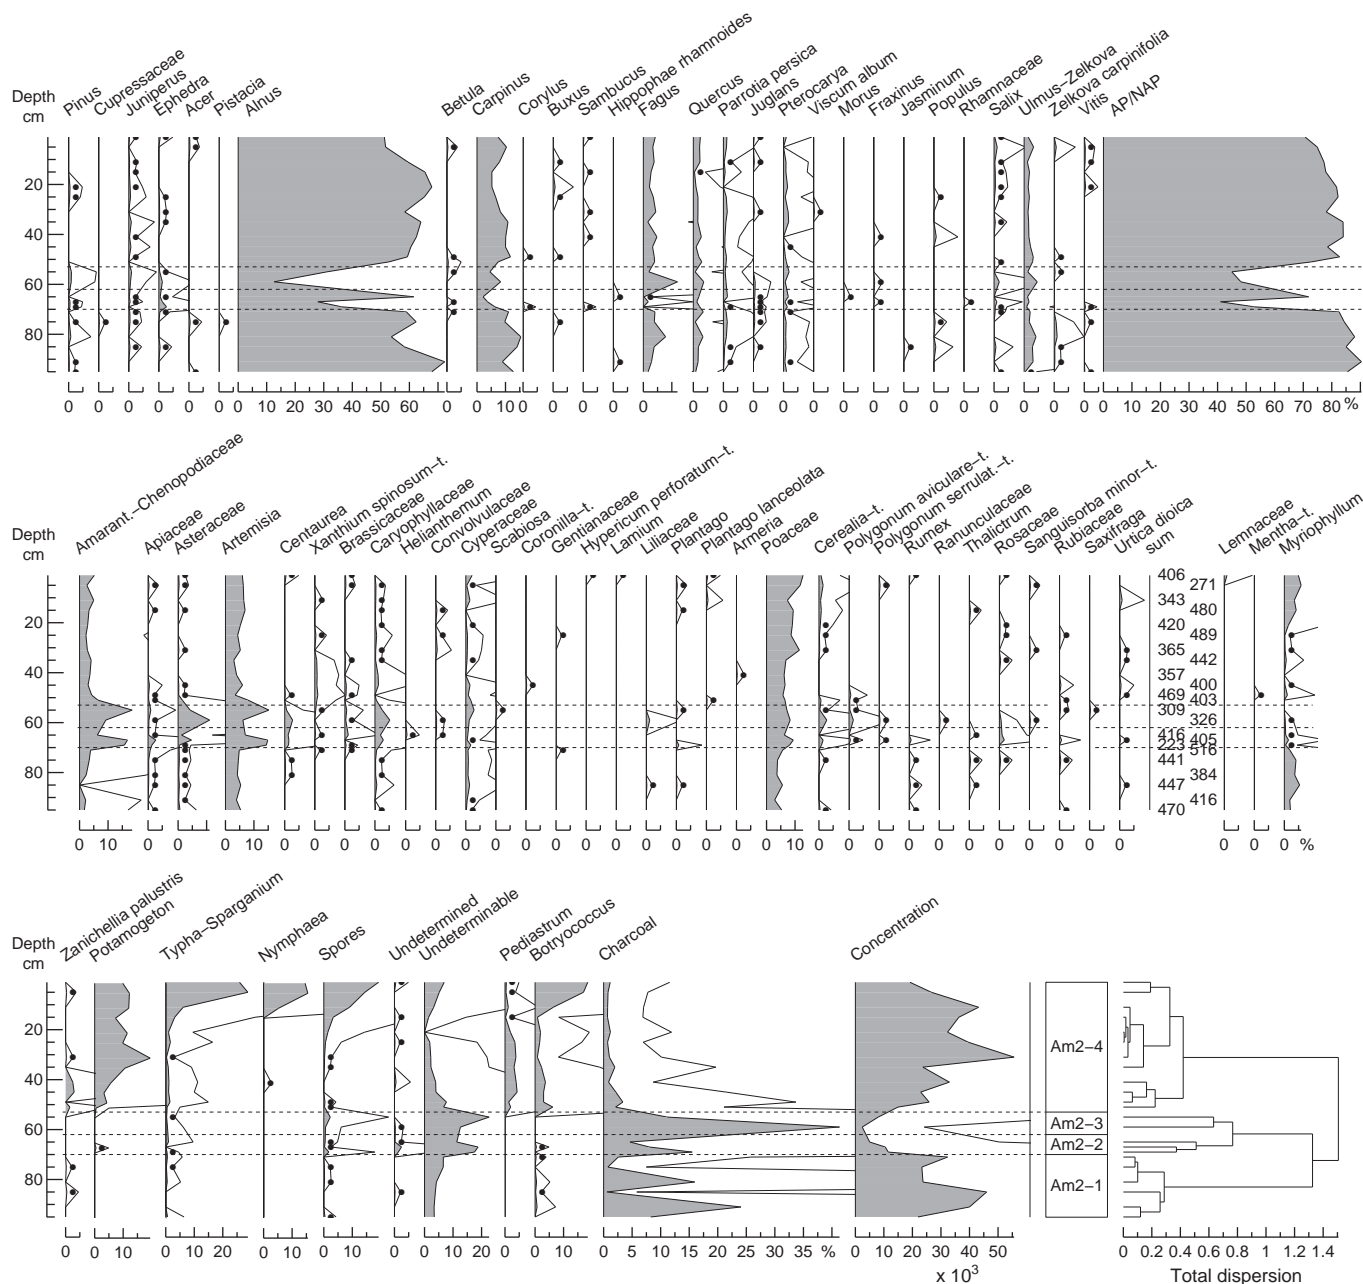 Depth
cm
Pinus
Cupressaceae
Juniperus
Ephedra
Acer
Pistacia
Alnus
Betula
Carpinus
Corylus
Buxus
Sambucus
Hippophae rhamnoides
Fagus
Quercus
Parrotia persica
Juglans
Pterocarya
Viscum album
Morus
Fraxinus
Jasminum
Populus
Rhamnaceae
Salix
Ulmus-Zelkova
Zelkova carpinifolia
Vitis
AP/NAP
20
40
60
80
0 0 0 0 0 0 0 10 20 30 40 50 60 0 0 10 0 0 0 0 0 0 0 0 0 0 0 0 0 0 0 0 0 0 0 0 10 20 30 40 50 60 70 80 %
Depth
cm
Amarant.–Chenopodiaceae
Apiaceae
Asteraceae
Artemisia
Centaurea
Xanthium spinosum–t.
Brassicaceae
Caryophyllaceae
Helianthemum
Convolvulaceae
Cyperaceae
Scabiosa
Coronilla–t.
Gentianaceae
Hypericum perforatum–t.
Lamium
Liliaceae
Plantago
Plantago lanceolata
Armeria
Poaceae
Cerealia–t.
Polygonum aviculare–t.
Polygonum serrulat.–t.
Rumex
Ranunculaceae
Thalictrum
Rosaceae
Sanguisorba minor–t.
Rubiaceae
Saxifraga
Urtica dioica
sum
Lemnaceae
Mentha–t.
Myriophyllum
20
40
60
80
406
271
343
480
420
489
365
442
357
400
469
403
309
326
416
405
223
516
441
384
447
416
470
0 10 0 0 0 10 0 0 0 0 0 0 0 0 0 0 0 0 0 0 0 0 0 10 0 0 0 0 0 0 0 0 0 0 0 0 0 0 %
Depth
cm
Zanichellia palustris
Potamogeton
Typha–Sparganium
Nymphaea
Spores
Undetermined
Undeterminable
Pediastrum
Botryococcus
Charcoal
Concentration
20
40
60
80
Am2–4
Am2–3
Am2–2
Am2–1
0 0 10 0 10 20 0 10 0 10 0 0 10 20 0 0 10 0 5 10 15 20 25 30 35 % 0 10 20 30 40 50 0 0.2 0.4 0.6 0.8 1 1.2 1.4
x 10³ Total dispersion